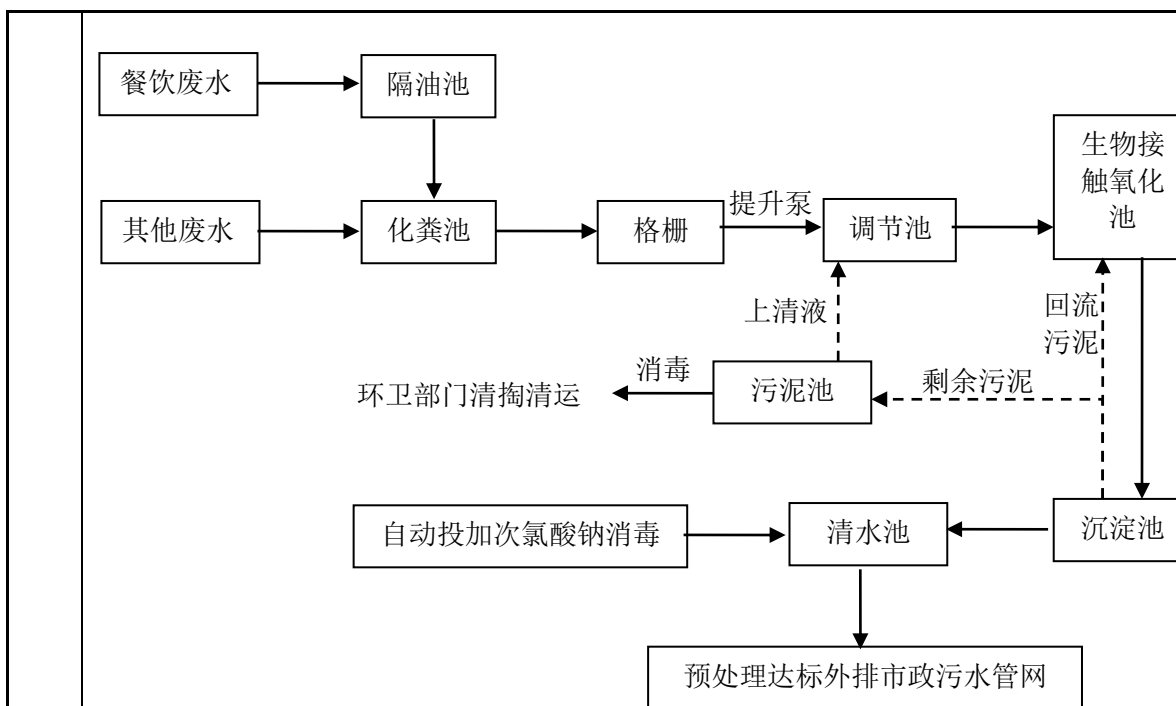 餐饮废水
隔油池
生物接
触氧化
池
其他废水
化粪池
格栅
提升泵
调节池
上清液
回流
污泥
环卫部门清掏清运
消毒
污泥池
剩余污泥
自动投加次氯酸钠消毒
清水池
沉淀池
预处理达标外排市政污水管网